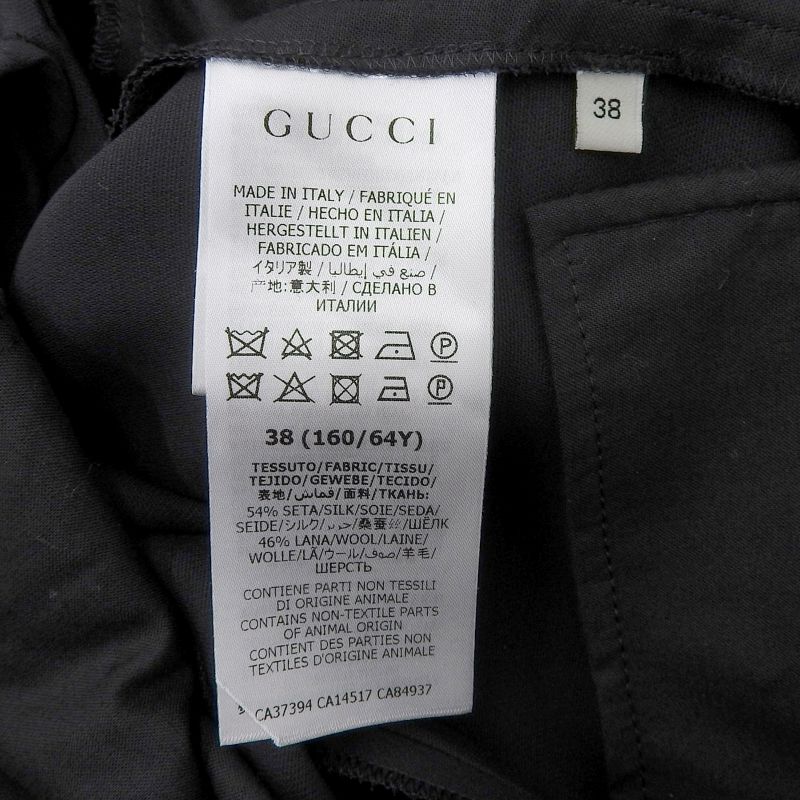 GUCCI
38
MADE IN ITALY / FABRIQUÉ EN
ITALIE / HECHO EN ITALIA /
HERGESTELLT IN ITALIEN /
FABRICADO EM ITÁLIA /
イタリア製 / صنع في إيطاليا /
产地:意大利 / СДЕЛАНО В
ИТАЛИИ
P
P
38 (160/64Y)
TESSUTO/FABRIC/TISSU/
TEJIDO/GEWEBE/TECIDO/
表地/قماش/面料/ТКАНЬ:
54% SETA/SILK/SOIE/SEDA/
SEIDE/シルク/حرير/桑蚕丝/ШЁЛК
46% LANA/WOOL/LAINE/
WOLLE/LÃ/ウール/صوف/羊毛/
ШЕРСТЬ
CONTIENE PARTI NON TESSILI
DI ORIGINE ANIMALE
CONTAINS NON-TEXTILE PARTS
OF ANIMAL ORIGIN
CONTIENT DES PARTIES NON
TEXTILES D'ORIGINE ANIMALE
CA37394 CA14517 CA84937